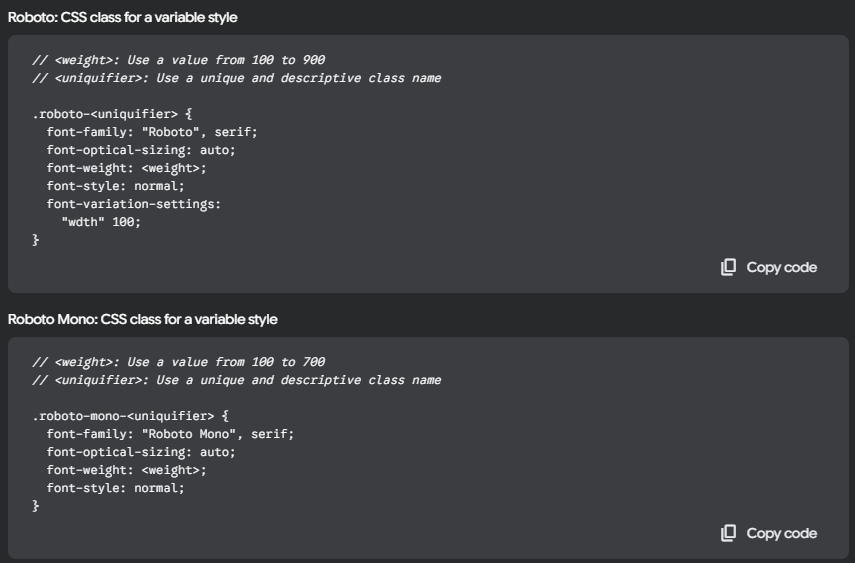 Roboto: CSS class for a variable style
// <weight>: Use a value from 100 to 900
// <uniquifier>: Use a unique and descriptive class name
.roboto-<uniquifier> {
font-family: "Roboto", serif;
font-optical-sizing: auto;
font-weight: <weight>;
font-style: normal;
font-variation-settings:
"wdth" 100;
}
Copy code
Roboto Mono: CSS class for a variable style
// <weight>: Use a value from 100 to 700
// <uniquifier>: Use a unique and descriptive class name
.roboto-mono-<uniquifier> {
font-family: "Roboto Mono", serif;
font-optical-sizing: auto;
font-weight: <weight>;
font-style: normal;
}
Copy code